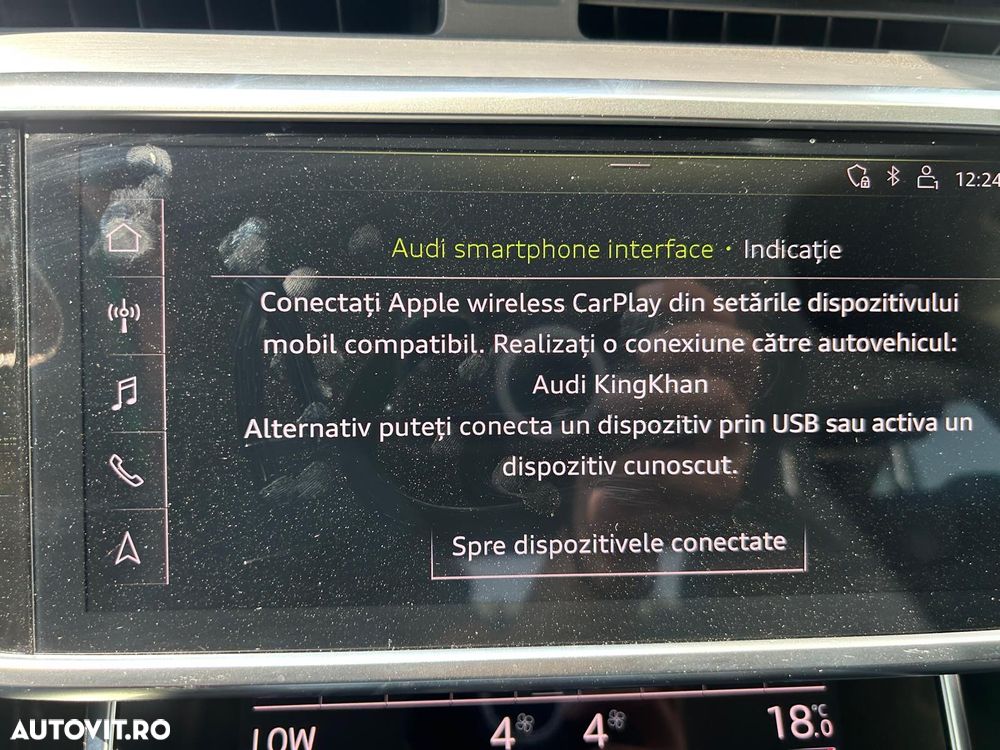 12:24
Audi smartphone interface · Indicație
Conectați Apple wireless CarPlay din setările dispozitivului
mobil compatibil. Realizați o conexiune către autovehicul:
Audi KingKhan
Alternativ puteți conecta un dispozitiv prin USB sau activa un
dispozitiv cunoscut.
Spre dispozitivele conectate
LOW 4 4 18.0 °C
AUTOVIT.RO